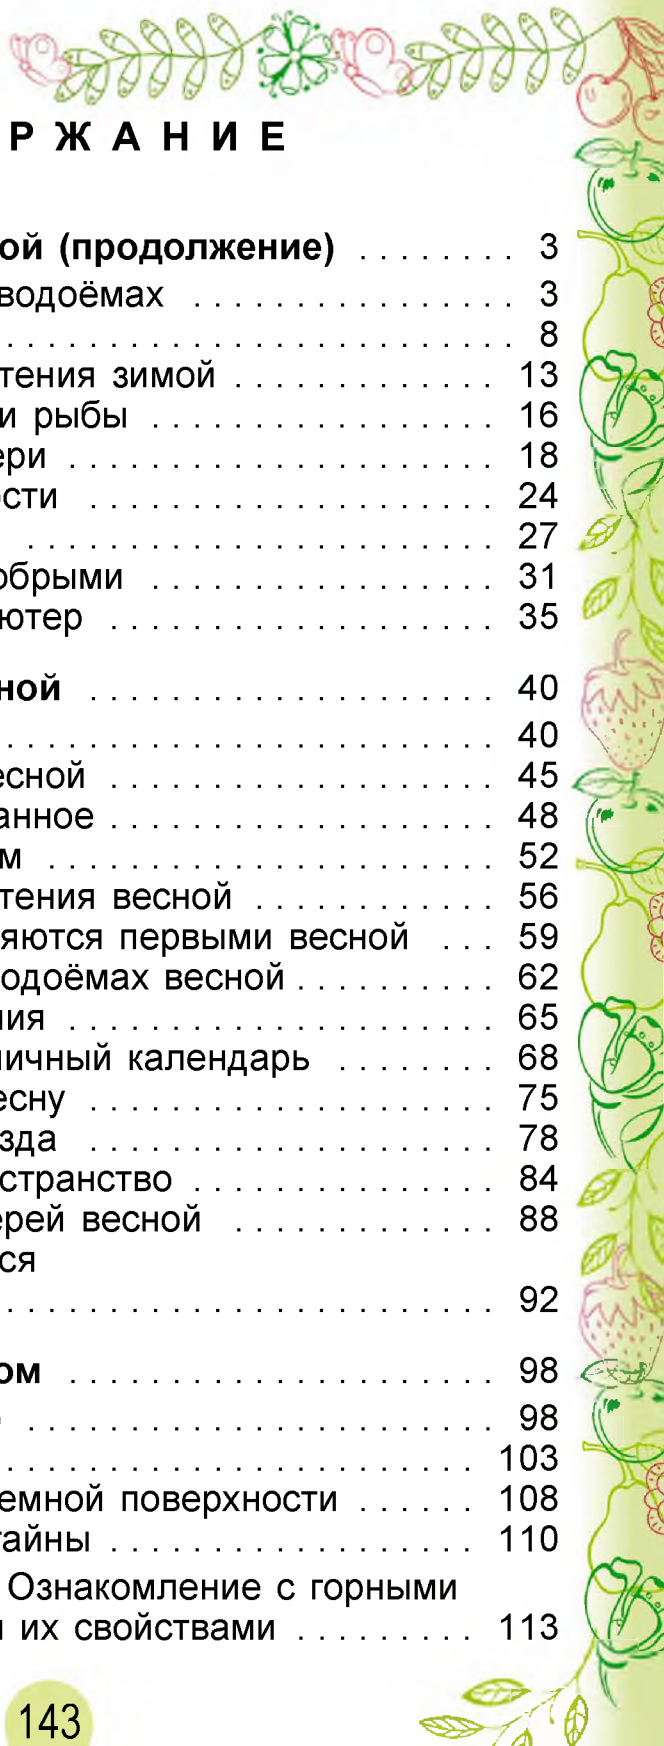 РЖАНИЕ
ой (продолжение) . . . . . . . . 3
водоёмах . . . . . . . . . . . . . . . . 3
. . . . . . . . . . . . . . . . . . . . . . . . . 8
тения зимой . . . . . . . . . . . . . 13
и рыбы . . . . . . . . . . . . . . . . . 16
ери . . . . . . . . . . . . . . . . . . . . . 18
ости . . . . . . . . . . . . . . . . . . . . 24
. . . . . . . . . . . . . . . . . . . . . . . 27
обрыми . . . . . . . . . . . . . . . . . 31
ютер . . . . . . . . . . . . . . . . . . . 35
ной . . . . . . . . . . . . . . . . . . . . 40
. . . . . . . . . . . . . . . . . . . . . . . . 40
есной . . . . . . . . . . . . . . . . . . . 45
анное . . . . . . . . . . . . . . . . . . . 48
м . . . . . . . . . . . . . . . . . . . . . . 52
тения весной . . . . . . . . . . . . 56
яются первыми весной . . . 59
одоёмах весной . . . . . . . . . . 62
ния . . . . . . . . . . . . . . . . . . . . . 65
ничный календарь . . . . . . . . 68
есну . . . . . . . . . . . . . . . . . . . . 75
зда . . . . . . . . . . . . . . . . . . . . 78
странство . . . . . . . . . . . . . . . 84
ерей весной . . . . . . . . . . . . . 88
ся
. . . . . . . . . . . . . . . . . . . . . . . . 92
ом . . . . . . . . . . . . . . . . . . . . . 98
. . . . . . . . . . . . . . . . . . . . . . . 98
. . . . . . . . . . . . . . . . . . . . . . . 103
емной поверхности . . . . . . 108
тайны . . . . . . . . . . . . . . . . . . 110
Ознакомление с горными
и их свойствами . . . . . . . . . 113
143